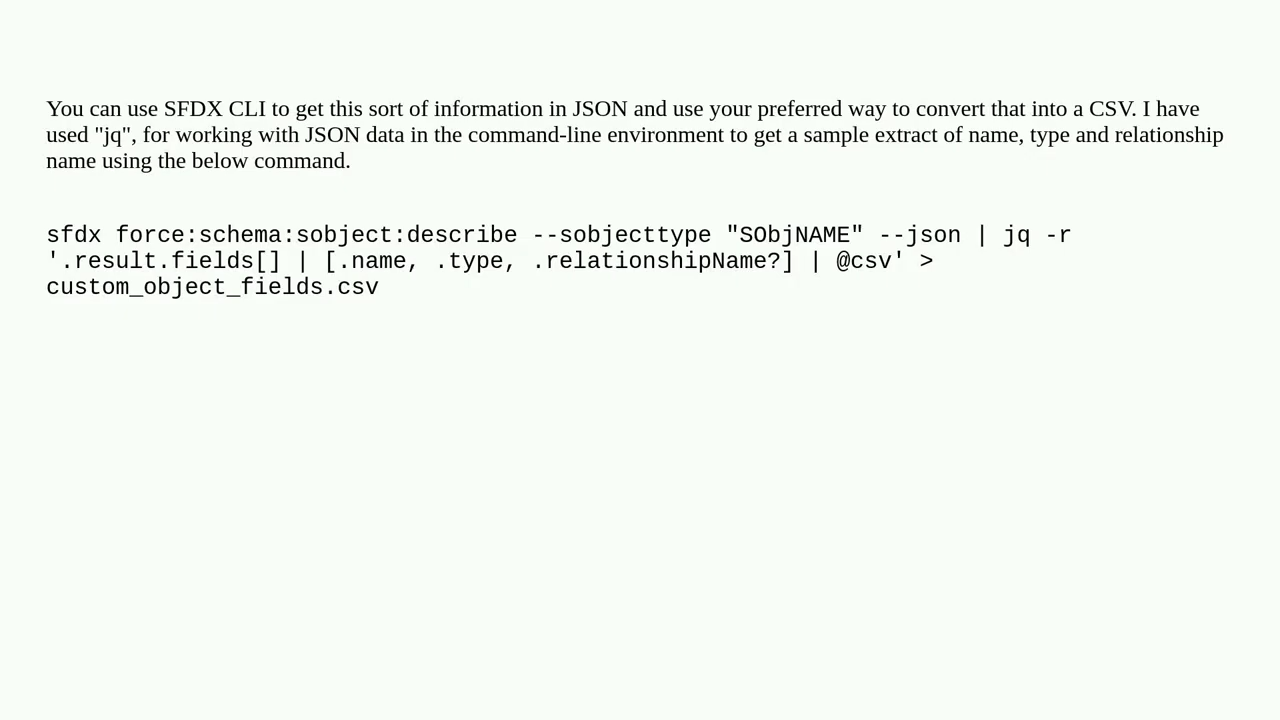 You can use SFDX CLI to get this sort of information in JSON and use your preferred way to convert that into a CSV. I have
used "jq", for working with JSON data in the command-line environment to get a sample extract of name, type and relationship
name using the below command.
sfdx force:schema:sobject:describe --sobjecttype "SObjNAME" --json | jq -r
'.result.fields[] | [.name, .type, .relationshipName?] | @csv' >
custom_object_fields.csv